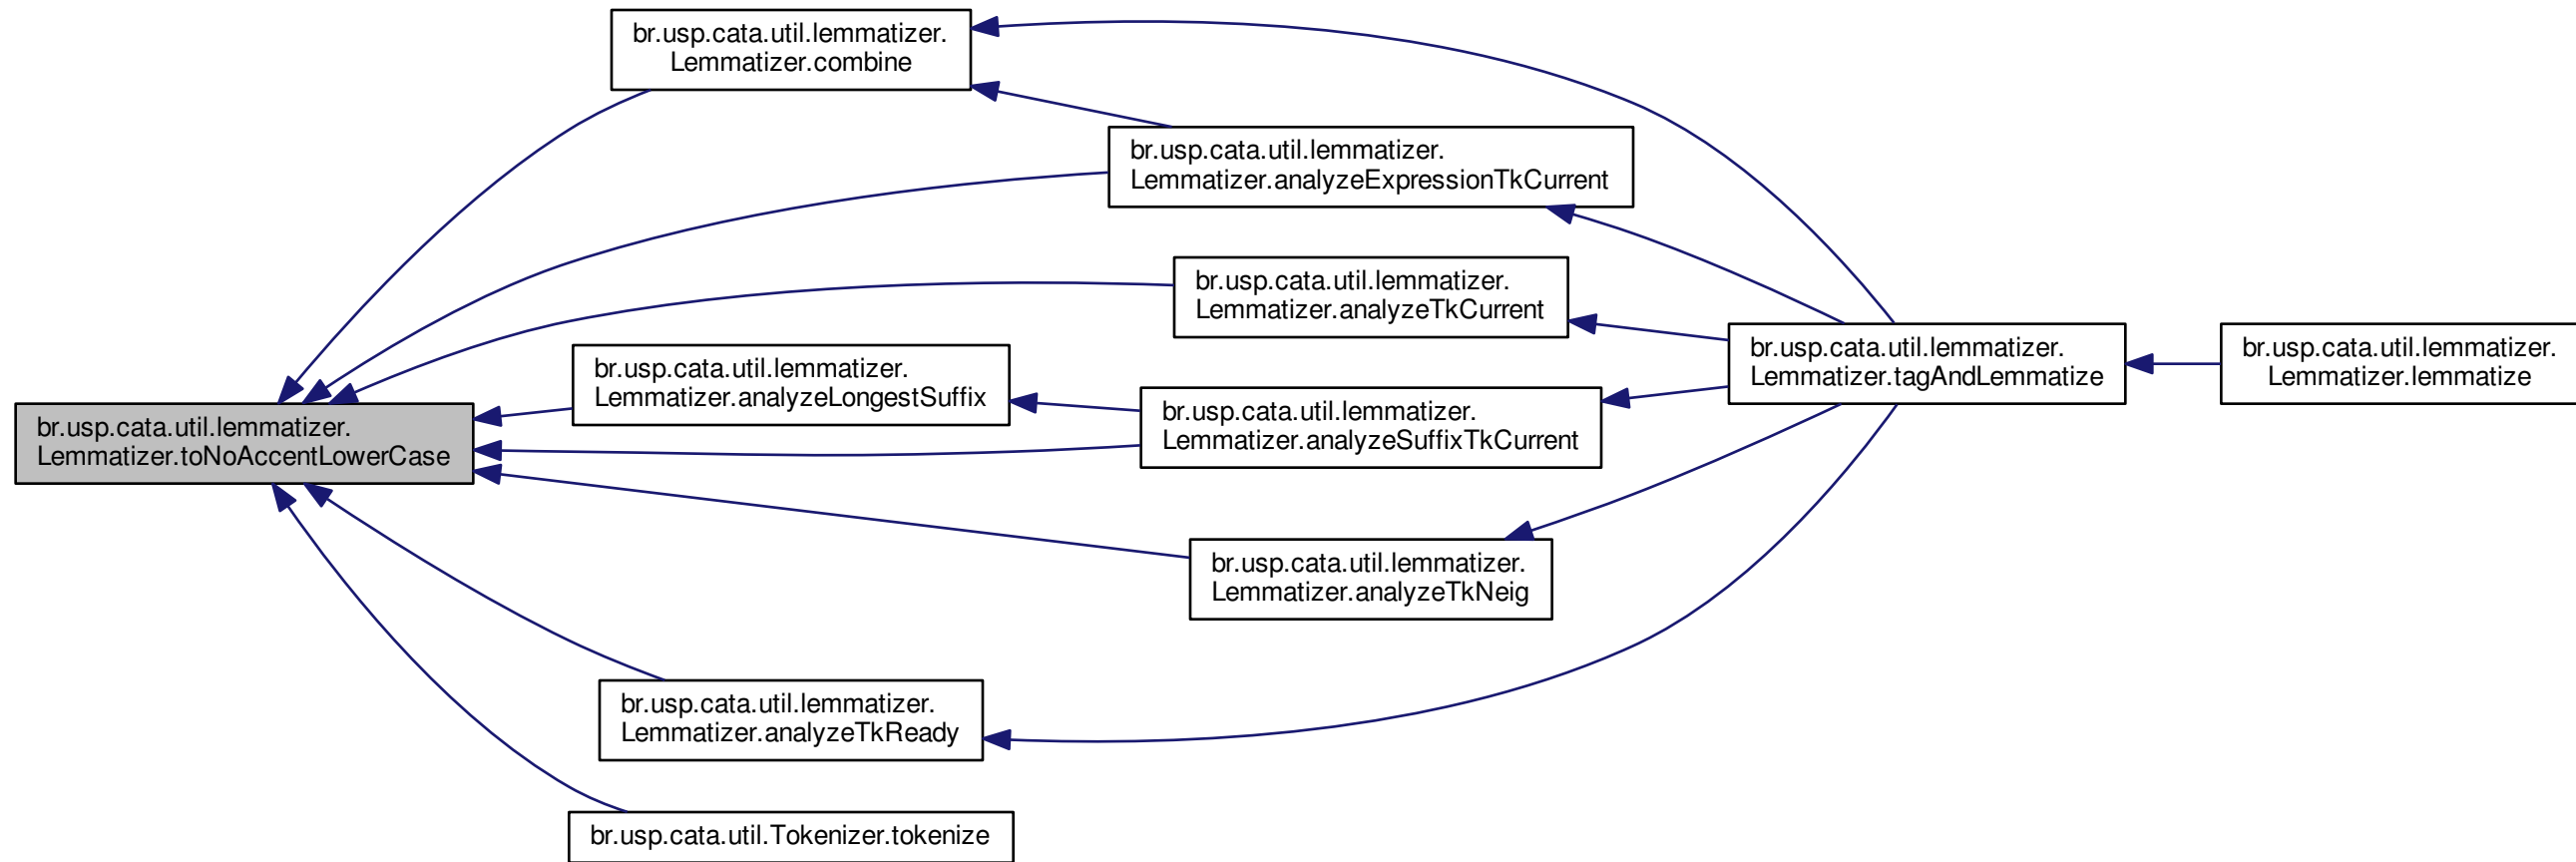 br.usp.cata.util.lemmatizer.
Lemmatizer.combine
br.usp.cata.util.lemmatizer.
Lemmatizer.analyzeExpressionTkCurrent
br.usp.cata.util.lemmatizer.
Lemmatizer.analyzeTkCurrent
br.usp.cata.util.lemmatizer.
Lemmatizer.tagAndLemmatize
br.usp.cata.util.lemmatizer.
Lemmatizer.lemmatize
br.usp.cata.util.lemmatizer.
Lemmatizer.analyzeLongestSuffix
br.usp.cata.util.lemmatizer.
Lemmatizer.analyzeSuffixTkCurrent
br.usp.cata.util.lemmatizer.
Lemmatizer.toNoAccentLowerCase
br.usp.cata.util.lemmatizer.
Lemmatizer.analyzeTkNeig
br.usp.cata.util.lemmatizer.
Lemmatizer.analyzeTkReady
br.usp.cata.util.Tokenizer.tokenize